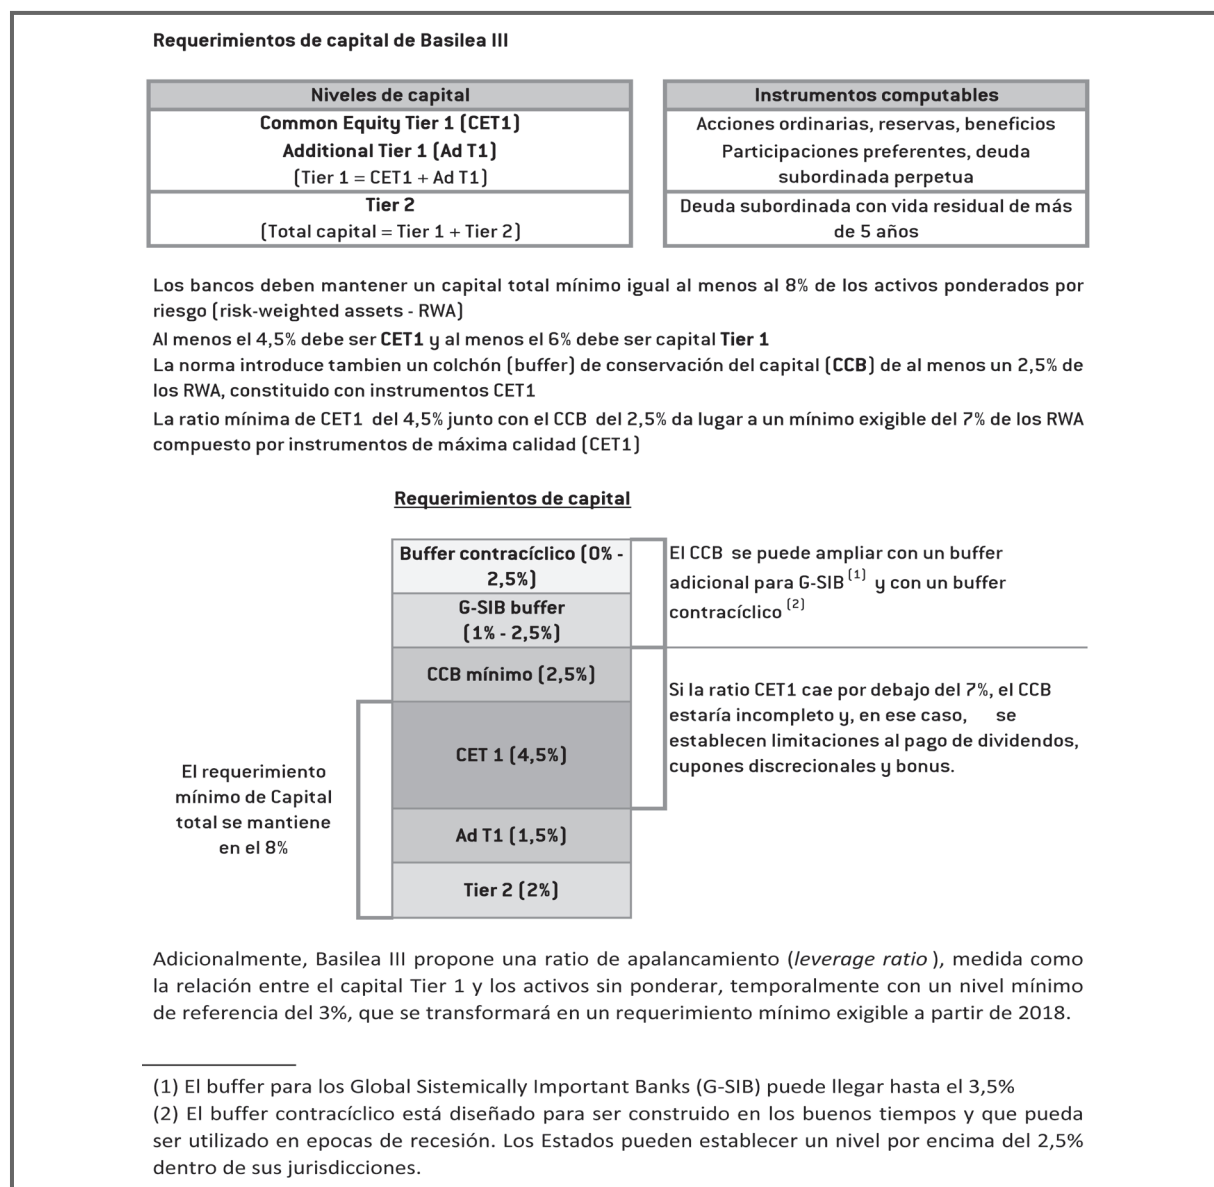 Requerimientos de capital de Basilea III
Niveles de capital
Common Equity Tier 1 (CET1)
Additional Tier 1 (Ad T1)
(Tier 1 = CET1 + Ad T1)
Tier 2
(Total capital = Tier 1 + Tier 2)
Instrumentos computables
Acciones ordinarias, reservas, beneficios
Participaciones preferentes, deuda
subordinada perpetua
Deuda subordinada con vida residual de más
de 5 años
Los bancos deben mantener un capital total mínimo igual al menos al 8% de los activos ponderados por
riesgo (risk-weighted assets - RWA)
Al menos el 4,5% debe ser CET1 y al menos el 6% debe ser capital Tier 1
La norma introduce tambien un colchón (buffer) de conservación del capital (CCB) de al menos un 2,5% de
los RWA, constituido con instrumentos CET1
La ratio mínima de CET1 del 4,5% junto con el CCB del 2,5% da lugar a un mínimo exigible del 7% de los RWA
compuesto por instrumentos de máxima calidad (CET1)
Requerimientos de capital
Buffer contracíclico (0% -
2,5%)
G-SIB buffer
(1% - 2,5%)
CCB mínimo (2,5%)
CET 1 (4,5%)
Ad T1 (1,5%)
Tier 2 (2%)
El CCB se puede ampliar con un buffer
adicional para G-SIB (1) y con un buffer
contracíclico (2)
Si la ratio CET1 cae por debajo del 7%, el CCB
estaría incompleto y, en ese caso, se
establecen limitaciones al pago de dividendos,
cupones discrecionales y bonus.
El requerimiento
mínimo de Capital
total se mantiene
en el 8%
Adicionalmente, Basilea III propone una ratio de apalancamiento (leverage ratio ), medida como
la relación entre el capital Tier 1 y los activos sin ponderar, temporalmente con un nivel mínimo
de referencia del 3%, que se transformará en un requerimiento mínimo exigible a partir de 2018.
(1) El buffer para los Global Sistemically Important Banks (G-SIB) puede llegar hasta el 3,5%
(2) El buffer contracíclico está diseñado para ser construido en los buenos tiempos y que pueda
ser utilizado en epocas de recesión. Los Estados pueden establecer un nivel por encima del 2,5%
dentro de sus jurisdicciones.